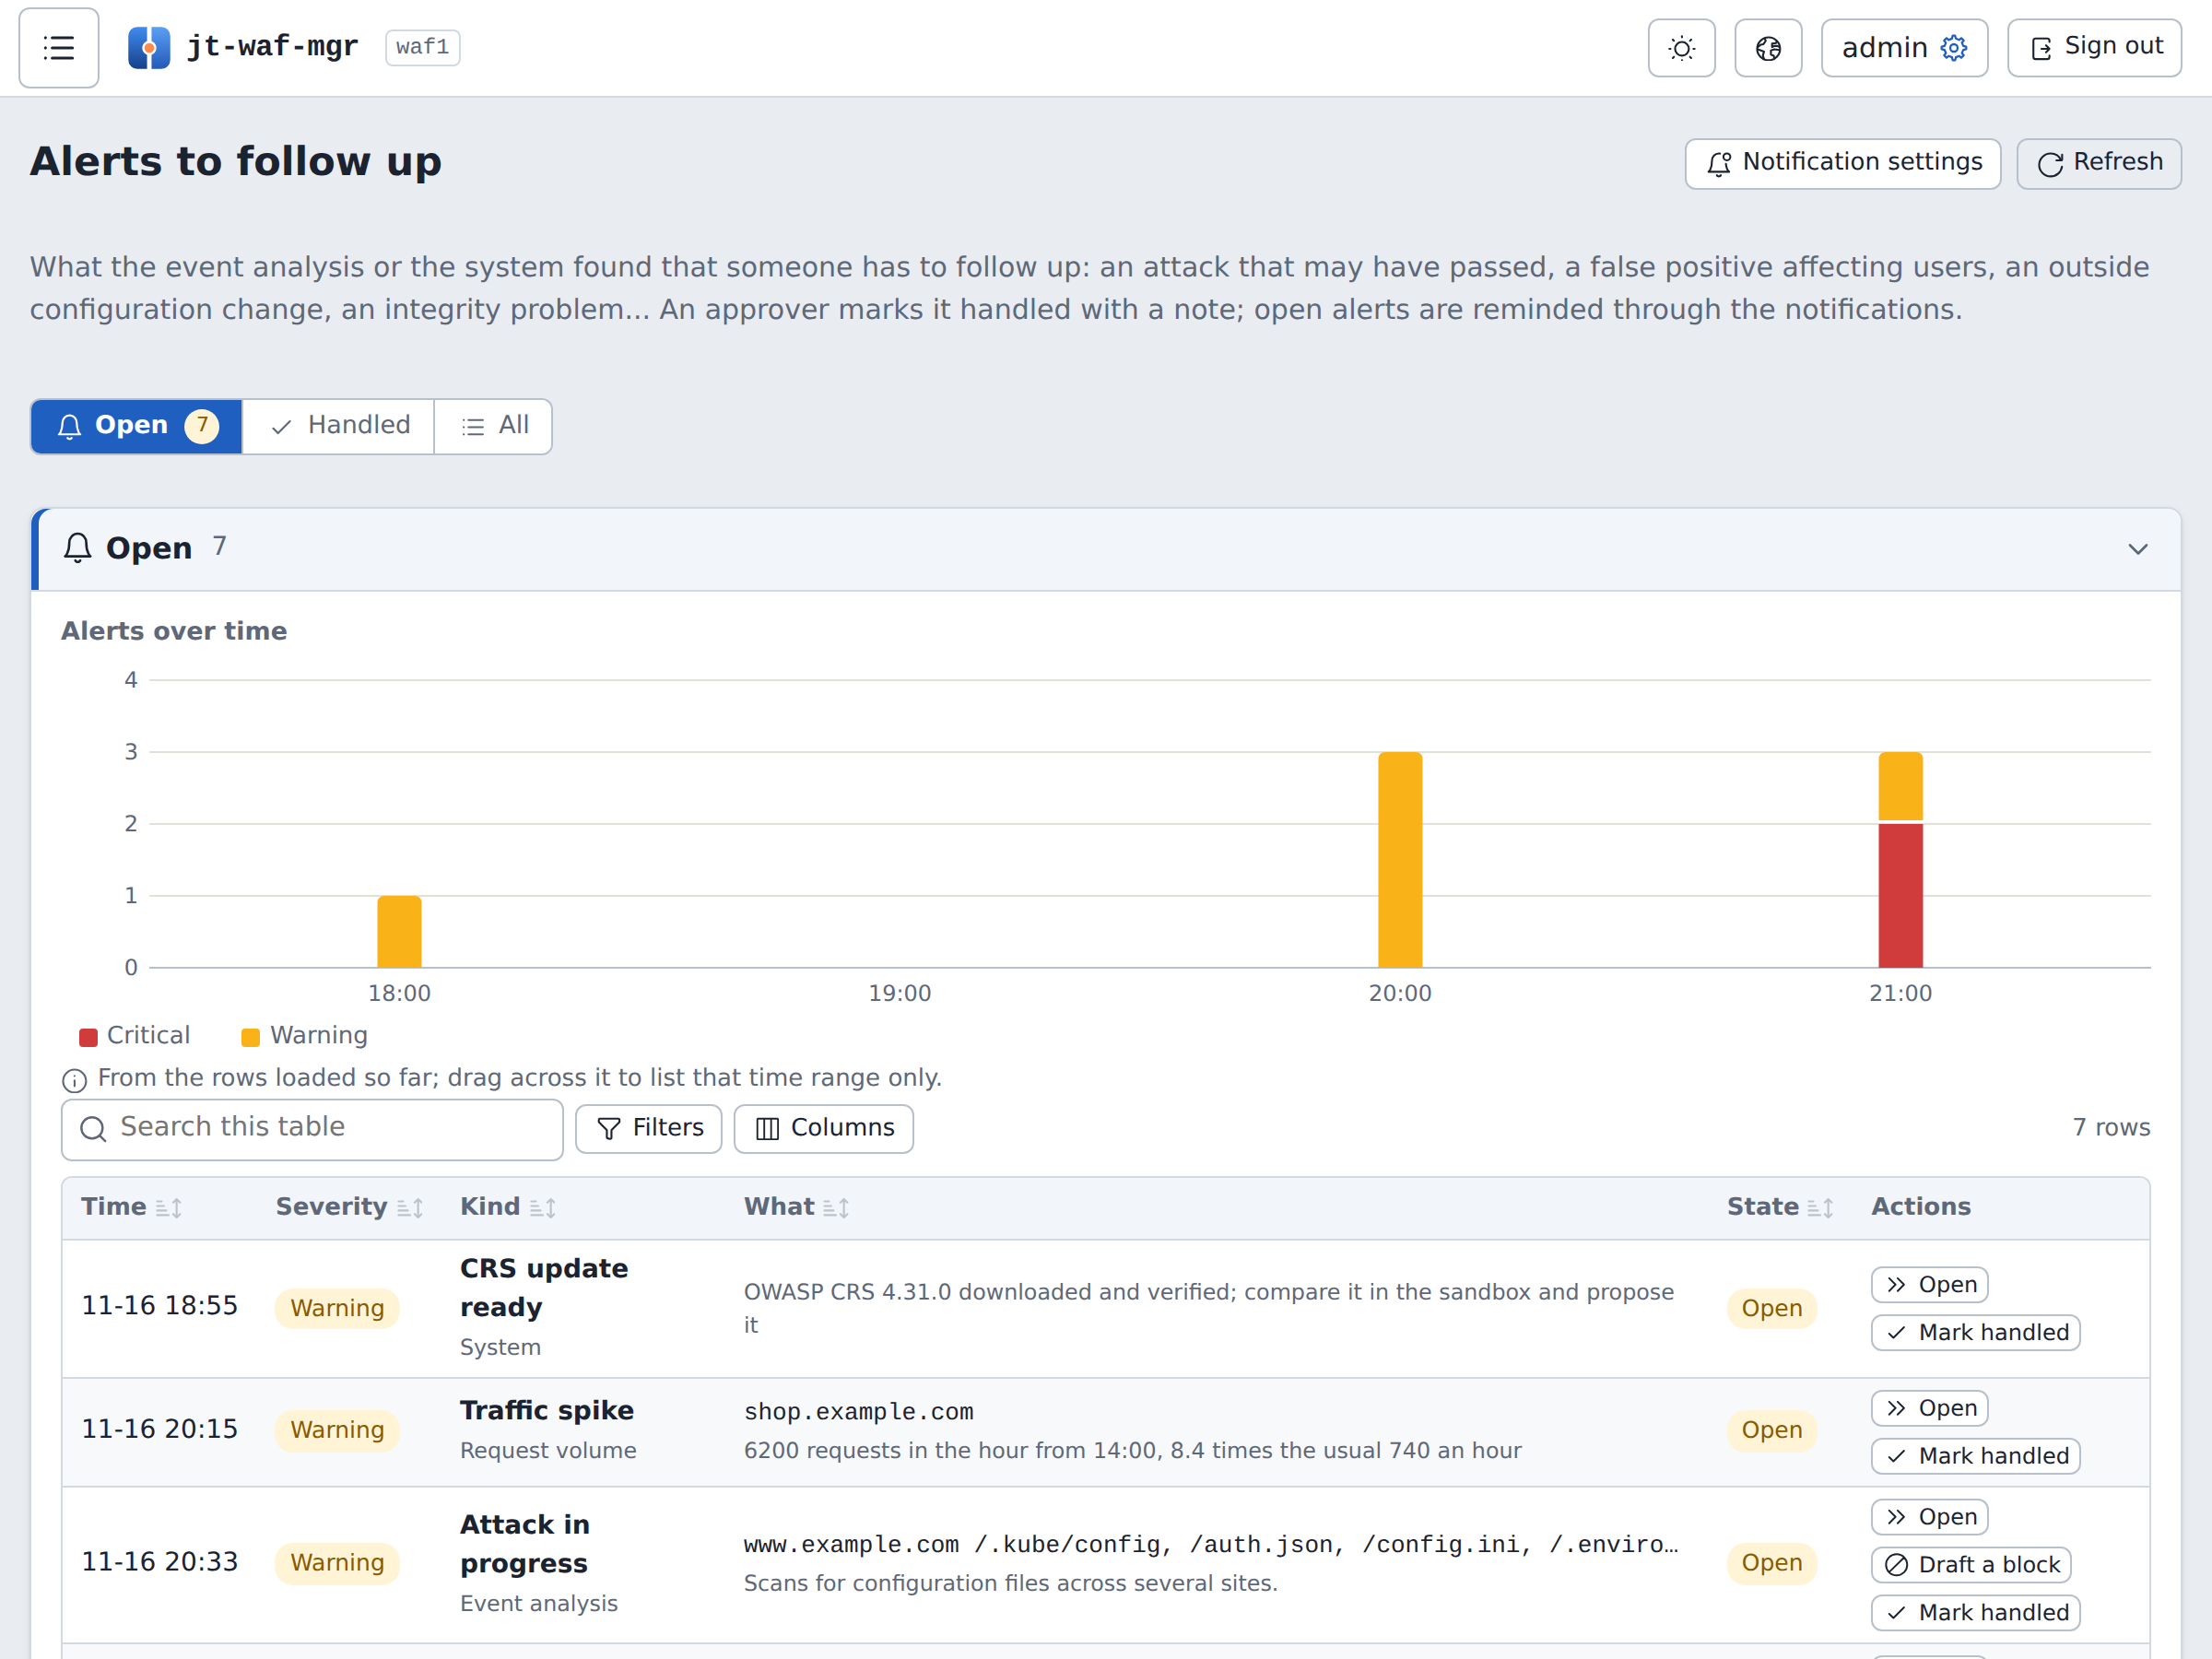 jt-waf-mgr waf1 admin Sign out
Alerts to follow up
Notification settings Refresh
What the event analysis or the system found that someone has to follow up: an attack that may have passed, a false positive affecting users, an outside
configuration change, an integrity problem... An approver marks it handled with a note; open alerts are reminded through the notifications.
Open 7 Handled All
Open 7
Alerts over time
4
3
2
1
0
18:00 19:00 20:00 21:00
Critical Warning
From the rows loaded so far; drag across it to list that time range only.
Search this table Filters Columns 7 rows
Time Severity Kind What State Actions
11-16 18:55 Warning
CRS update
ready
System
OWASP CRS 4.31.0 downloaded and verified; compare it in the sandbox and propose
it
Open
Open
Mark handled
11-16 20:15 Warning
Traffic spike
Request volume
shop.example.com
6200 requests in the hour from 14:00, 8.4 times the usual 740 an hour
Open
Open
Mark handled
11-16 20:33 Warning
Attack in
progress
Event analysis
www.example.com /.kube/config, /auth.json, /config.ini, /.enviro…
Scans for configuration files across several sites.
Open
Open
Draft a block
Mark handled